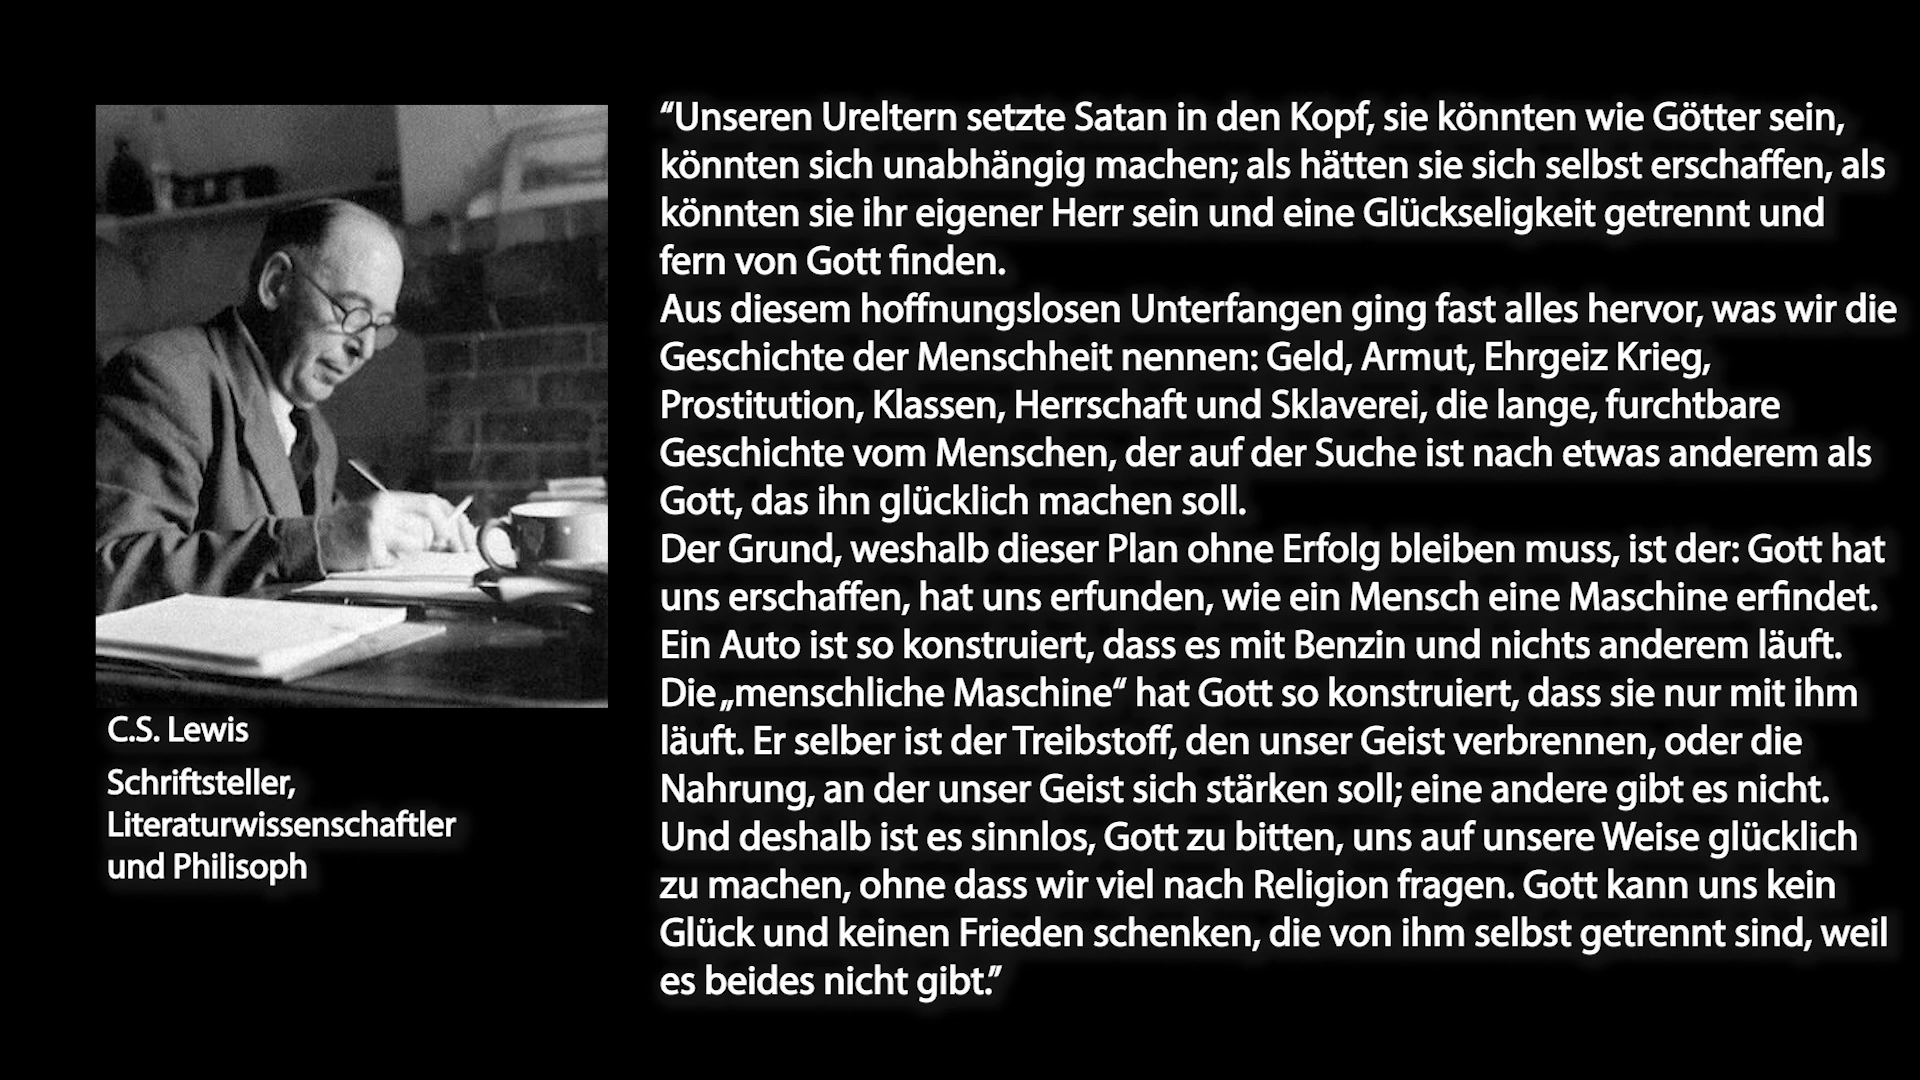 “Unseren Ureltern setzte Satan in den Kopf, sie könnten wie Götter sein,
könnten sich unabhängig machen; als hätten sie sich selbst erschaffen, als
könnten sie ihr eigener Herr sein und eine Glückseligkeit getrennt und
fern von Gott finden.
Aus diesem hoffnungslosen Unterfangen ging fast alles hervor, was wir die
Geschichte der Menschheit nennen: Geld, Armut, Ehrgeiz Krieg,
Prostitution, Klassen, Herrschaft und Sklaverei, die lange, furchtbare
Geschichte vom Menschen, der auf der Suche ist nach etwas anderem als
Gott, das ihn glücklich machen soll.
Der Grund, weshalb dieser Plan ohne Erfolg bleiben muss, ist der: Gott hat
uns erschaffen, hat uns erfunden, wie ein Mensch eine Maschine erfindet.
Ein Auto ist so konstruiert, dass es mit Benzin und nichts anderem läuft.
Die „menschliche Maschine“ hat Gott so konstruiert, dass sie nur mit ihm
läuft. Er selber ist der Treibstoff, den unser Geist verbrennen, oder die
Nahrung, an der unser Geist sich stärken soll; eine andere gibt es nicht.
Und deshalb ist es sinnlos, Gott zu bitten, uns auf unsere Weise glücklich
zu machen, ohne dass wir viel nach Religion fragen. Gott kann uns kein
Glück und keinen Frieden schenken, die von ihm selbst getrennt sind, weil
es beides nicht gibt.”
C.S. Lewis
Schriftsteller,
Literaturwissenschaftler
und Philisoph